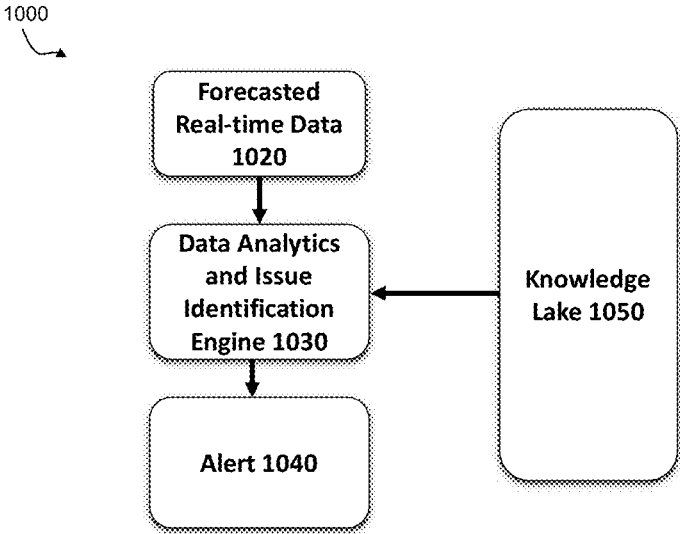 1000
Forecasted
Real-time Data
1020
Data Analytics
and Issue
Identification
Engine 1030
Knowledge
Lake 1050
Alert 1040